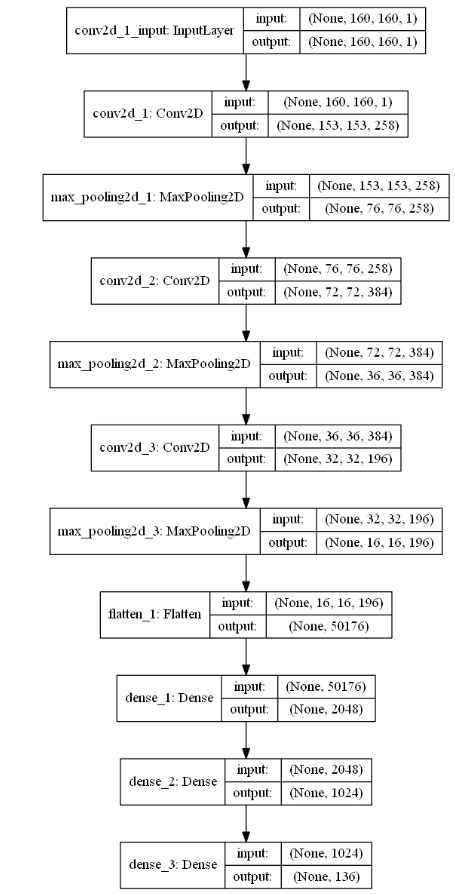 conv2d_1_input: InputLayer
input: (None, 160, 160, 1)
output: (None, 160, 160, 1)
conv2d_1: Conv2D
input: (None, 160, 160, 1)
output: (None, 153, 153, 258)
max_pooling2d_1: MaxPooling2D
input: (None, 153, 153, 258)
output: (None, 76, 76, 258)
conv2d_2: Conv2D
input: (None, 76, 76, 258)
output: (None, 72, 72, 384)
max_pooling2d_2: MaxPooling2D
input: (None, 72, 72, 384)
output: (None, 36, 36, 384)
conv2d_3: Conv2D
input: (None, 36, 36, 384)
output: (None, 32, 32, 196)
max_pooling2d_3: MaxPooling2D
input: (None, 32, 32, 196)
output: (None, 16, 16, 196)
flatten_1: Flatten
input: (None, 16, 16, 196)
output: (None, 50176)
dense_1: Dense
input: (None, 50176)
output: (None, 2048)
dense_2: Dense
input: (None, 2048)
output: (None, 1024)
dense_3: Dense
input: (None, 1024)
output: (None, 136)